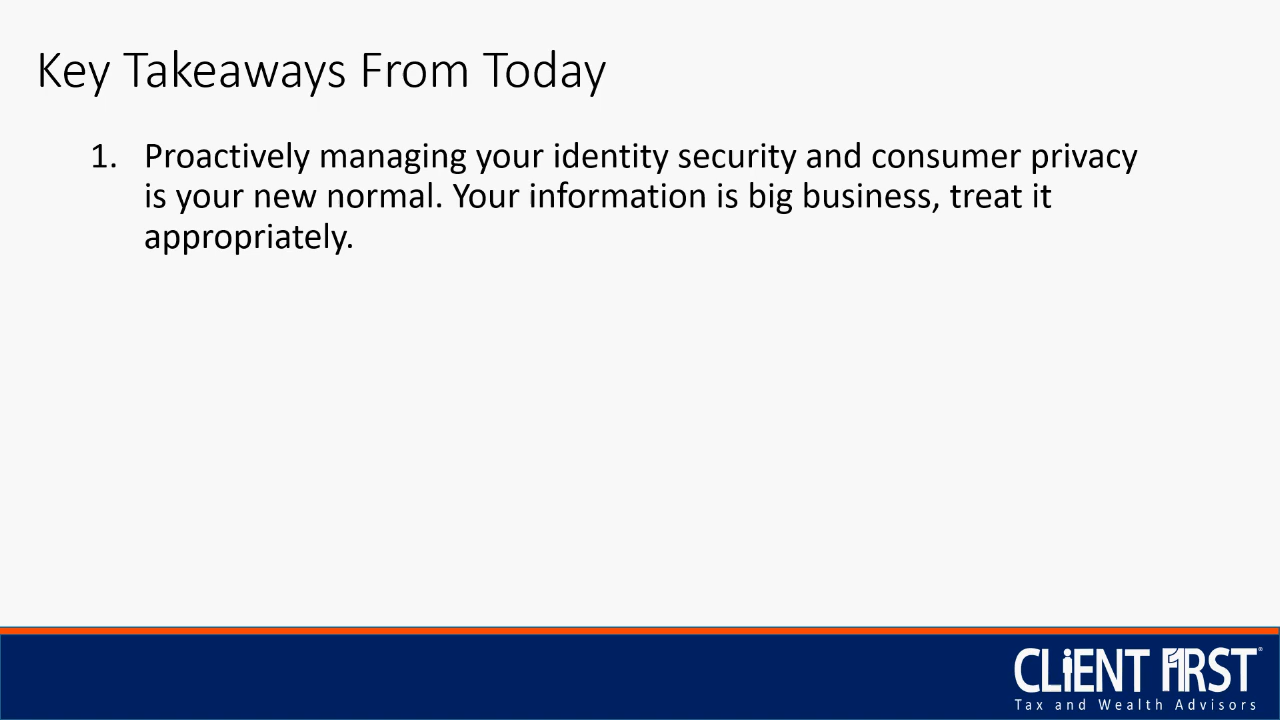 Key Takeaways From Today
1. Proactively managing your identity security and consumer privacy
is your new normal. Your information is big business, treat it
appropriately.
CLiENT F1RST®
Tax and Wealth Advisors